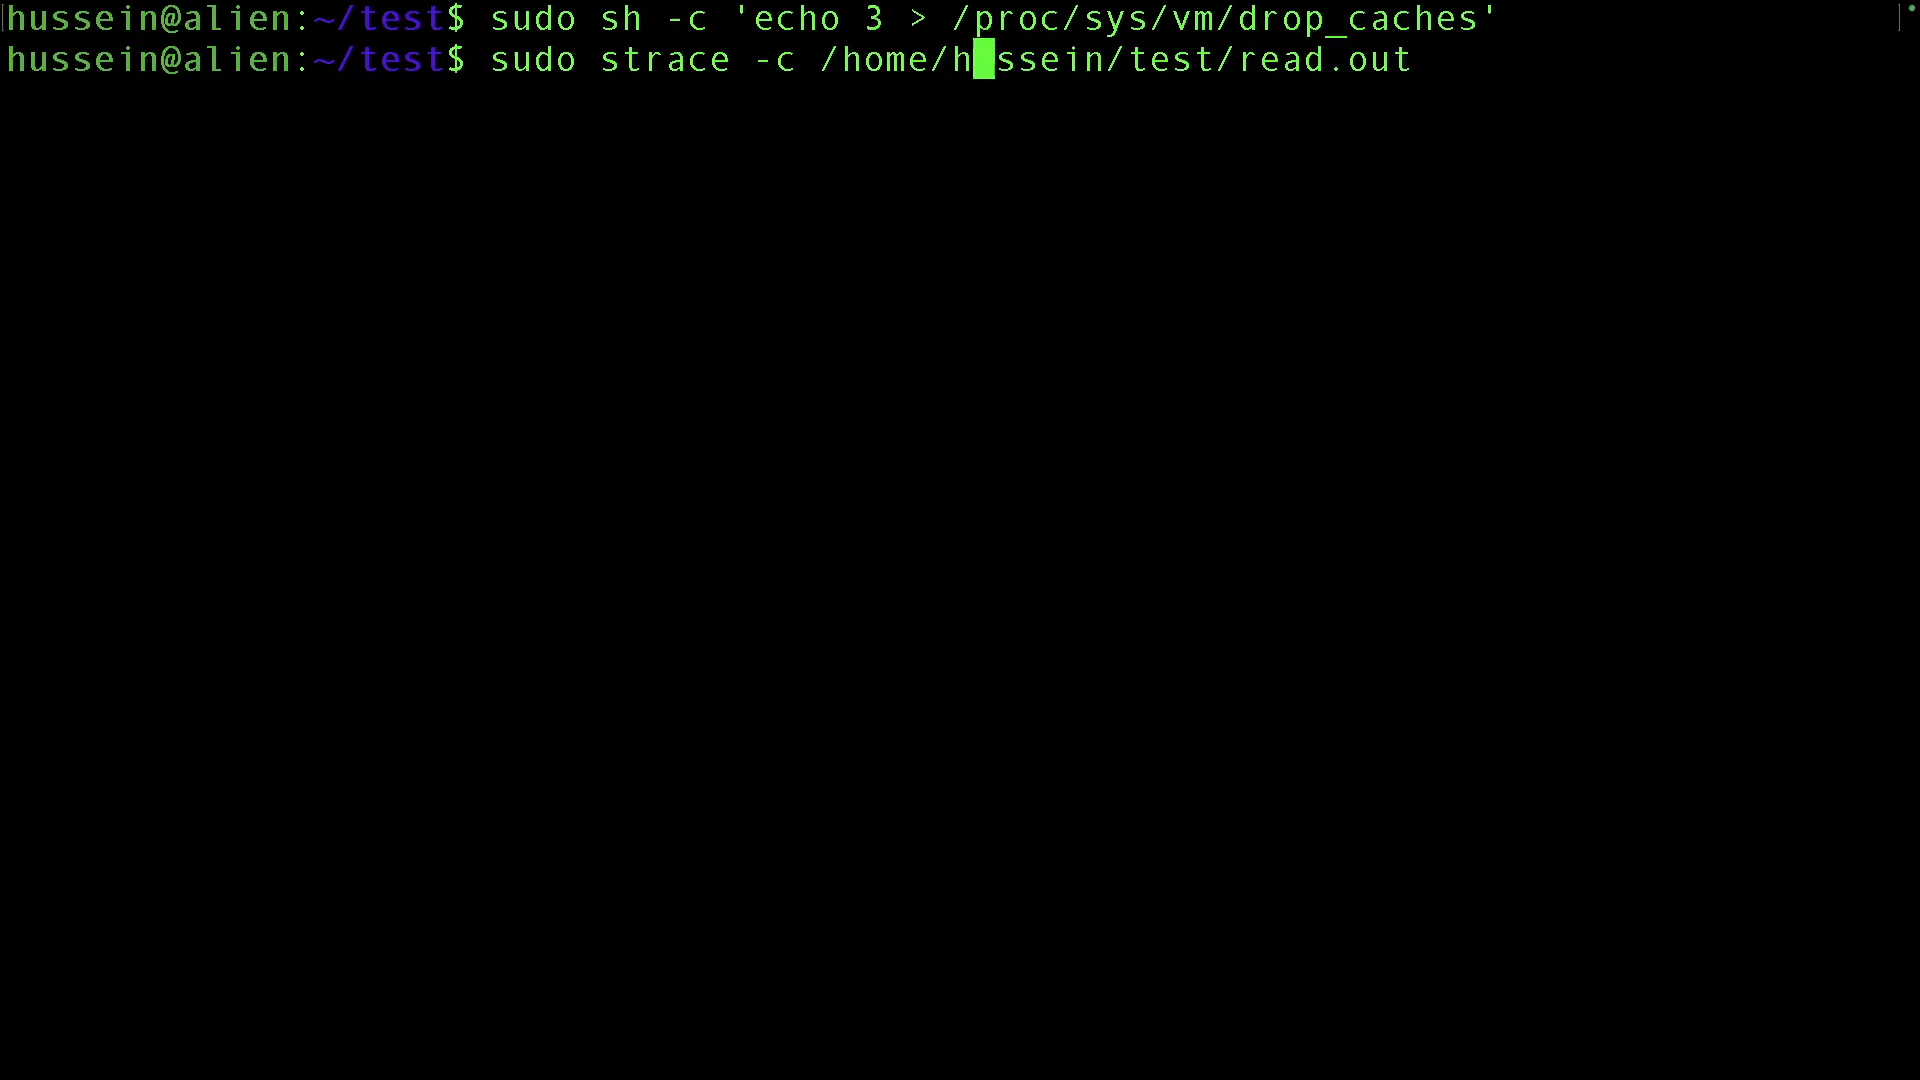 hussein@alien:~/test$ sudo sh -c 'echo 3 > /proc/sys/vm/drop_caches'
hussein@alien:~/test$ sudo strace -c /home/hussein/test/read.out